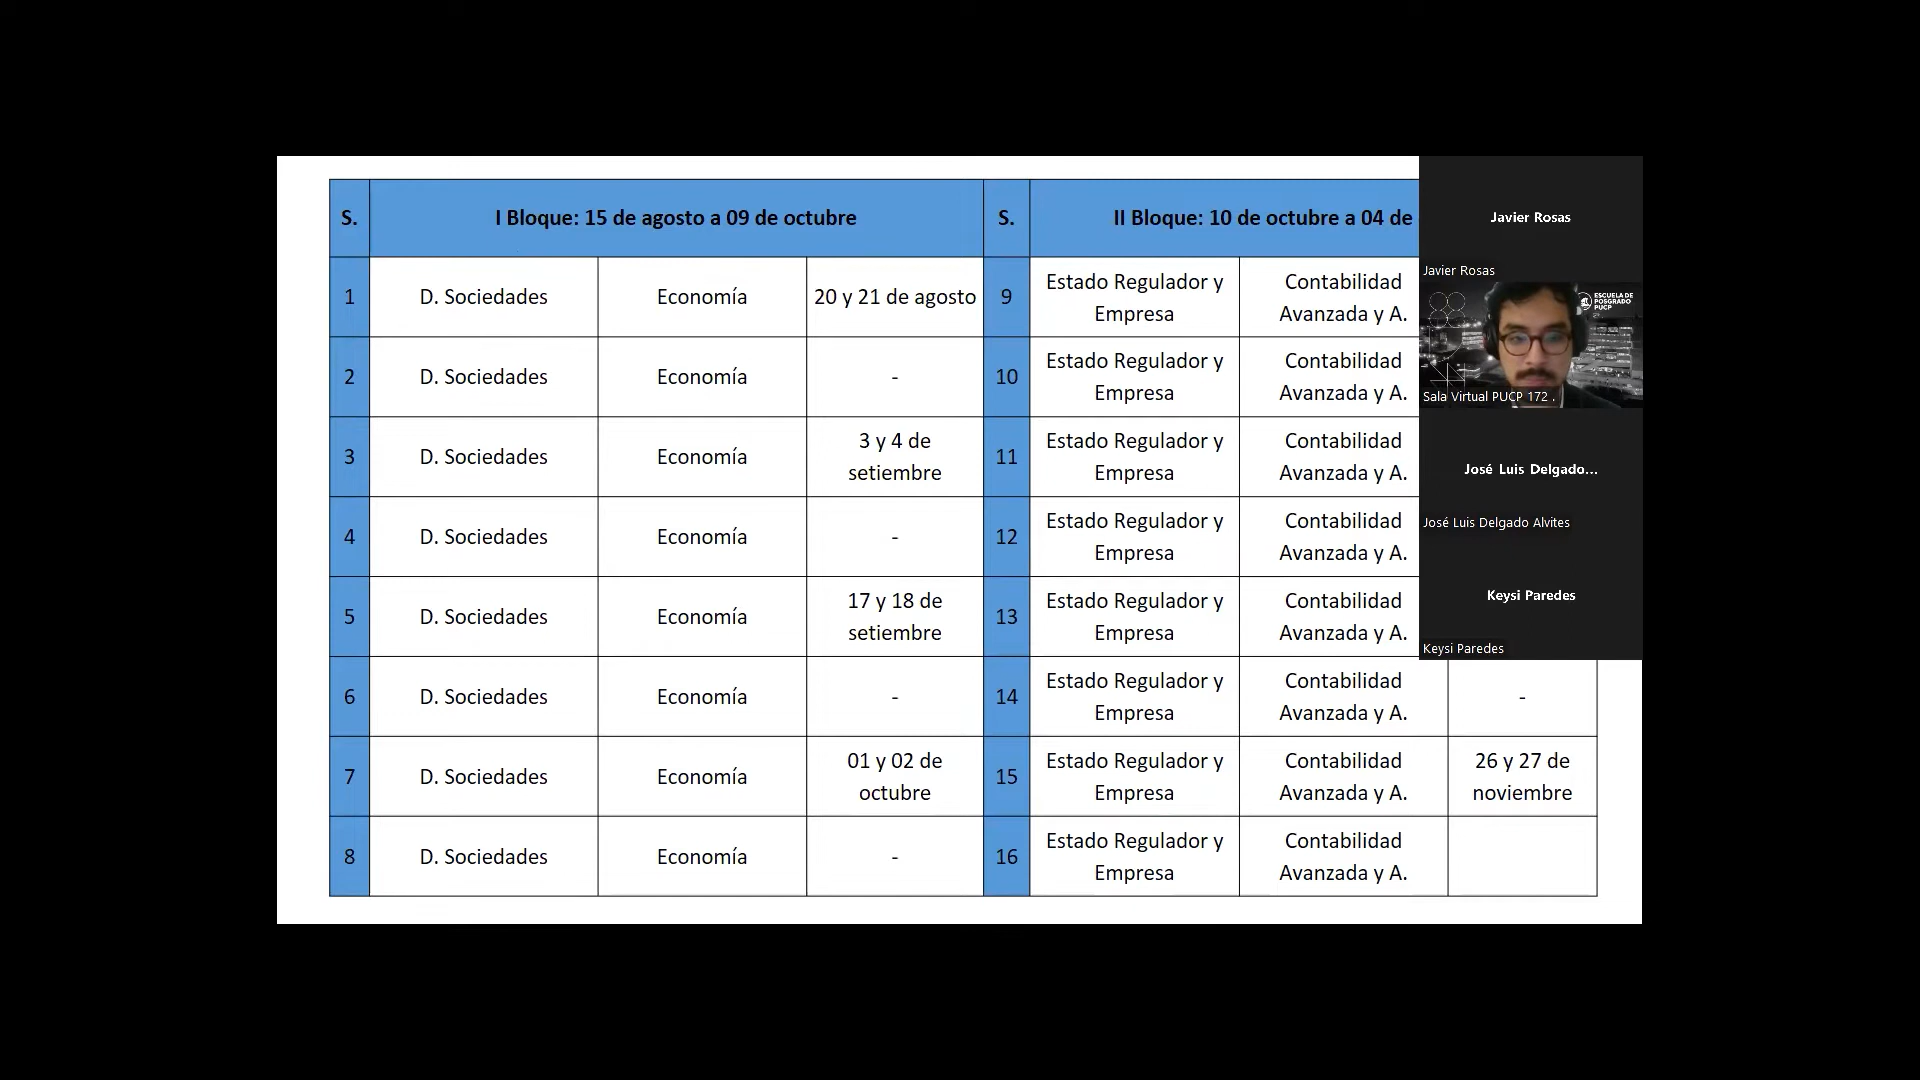 S.
I Bloque: 15 de agosto a 09 de octubre
S.
II Bloque: 10 de octubre a 04 de
1
D. Sociedades
Economía
20 y 21 de agosto
9
Estado Regulador y
Empresa
Contabilidad
Avanzada y A.
2
D. Sociedades
Economía
-
10
Estado Regulador y
Empresa
Contabilidad
Avanzada y A.
3
D. Sociedades
Economía
3 y 4 de
setiembre
11
Estado Regulador y
Empresa
Contabilidad
Avanzada y A.
4
D. Sociedades
Economía
-
12
Estado Regulador y
Empresa
Contabilidad
Avanzada y A.
5
D. Sociedades
Economía
17 y 18 de
setiembre
13
Estado Regulador y
Empresa
Contabilidad
Avanzada y A.
6
D. Sociedades
Economía
-
14
Estado Regulador y
Empresa
Contabilidad
Avanzada y A.
-
7
D. Sociedades
Economía
01 y 02 de
octubre
15
Estado Regulador y
Empresa
Contabilidad
Avanzada y A.
26 y 27 de
noviembre
8
D. Sociedades
Economía
-
16
Estado Regulador y
Empresa
Contabilidad
Avanzada y A.
Javier Rosas
Javier Rosas
ESCUELA DE
POSGRADO
PUCP
Sala Virtual PUCP 172 .
José Luis Delgado...
José Luis Delgado Alvites
Keysi Paredes
Keysi Paredes